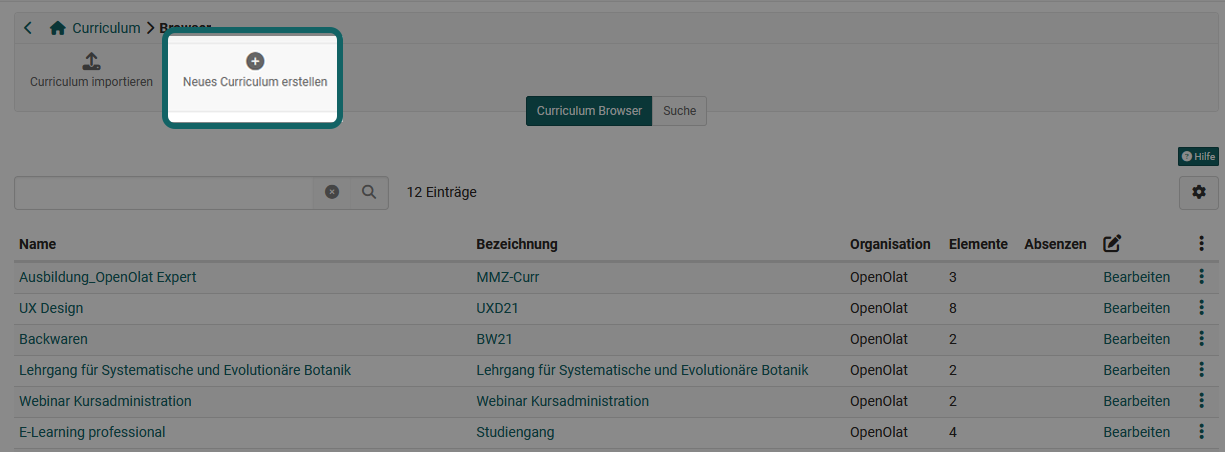 Curriculum Browser
Curriculum importieren Neues Curriculum erstellen
Curriculum Browser Suche
Hilfe
12 Einträge
Name Bezeichnung Organisation Elemente Absenzen
Ausbildung_OpenOlat Expert MMZ-Curr OpenOlat 3 Bearbeiten
UX Design UXD21 OpenOlat 8 Bearbeiten
Backwaren BW21 OpenOlat 2 Bearbeiten
Lehrgang für Systematische und Evolutionäre Botanik Lehrgang für Systematische und Evolutionäre Botanik OpenOlat 2 Bearbeiten
Webinar Kursadministration Webinar Kursadministration OpenOlat 2 Bearbeiten
E-Learning professional Studiengang OpenOlat 4 Bearbeiten